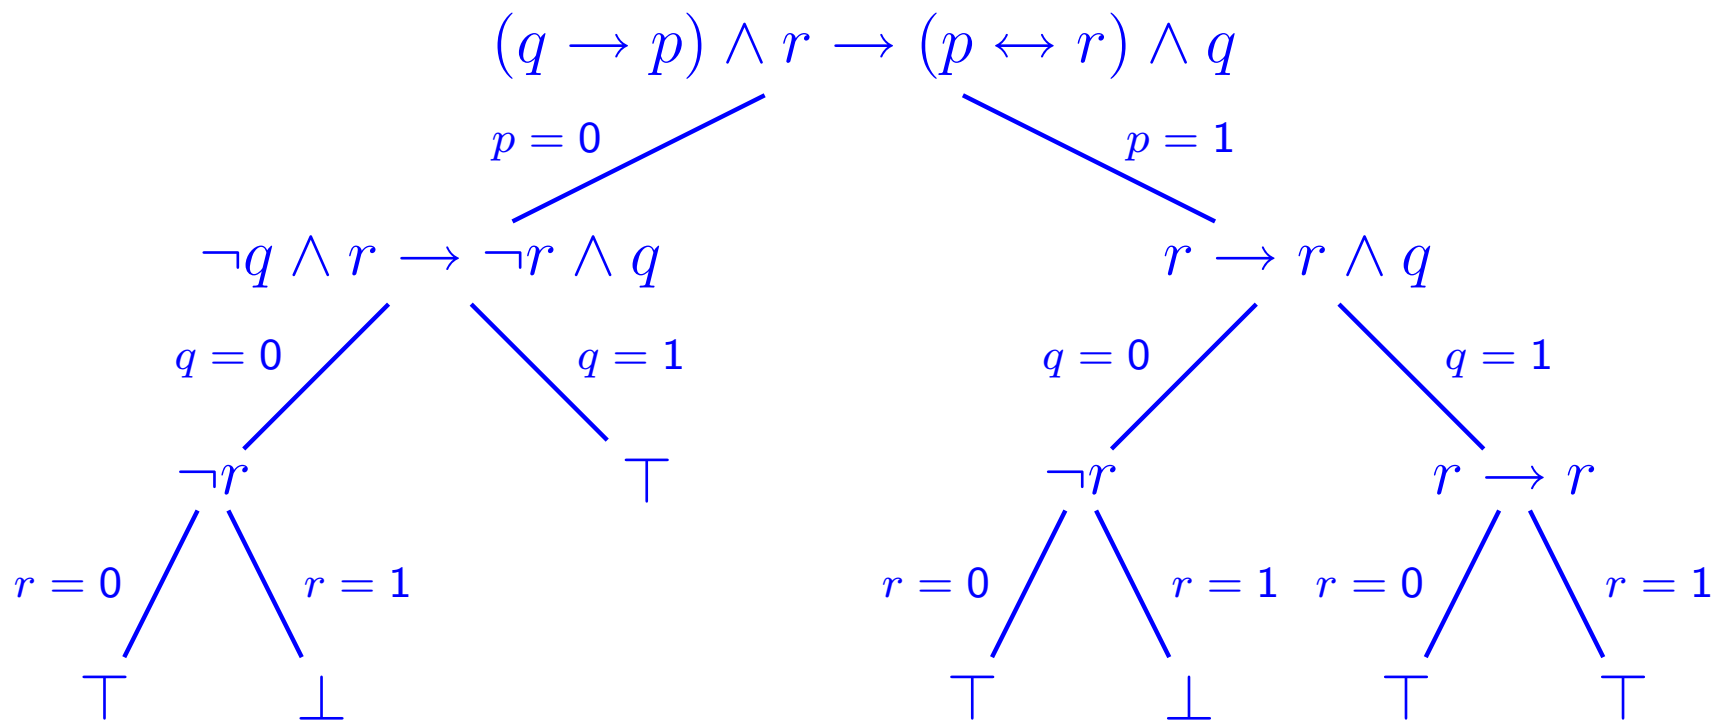 (q → p) ∧ r → (p ↔ r) ∧ q
p = 0 p = 1
¬q ∧ r → ¬r ∧ q r → r ∧ q
q = 0 q = 1 q = 0 q = 1
¬r ⊤ ¬r r → r
r = 0 r = 1 r = 0 r = 1 r = 0 r = 1
⊤ ⊥ ⊤ ⊥ ⊤ ⊤